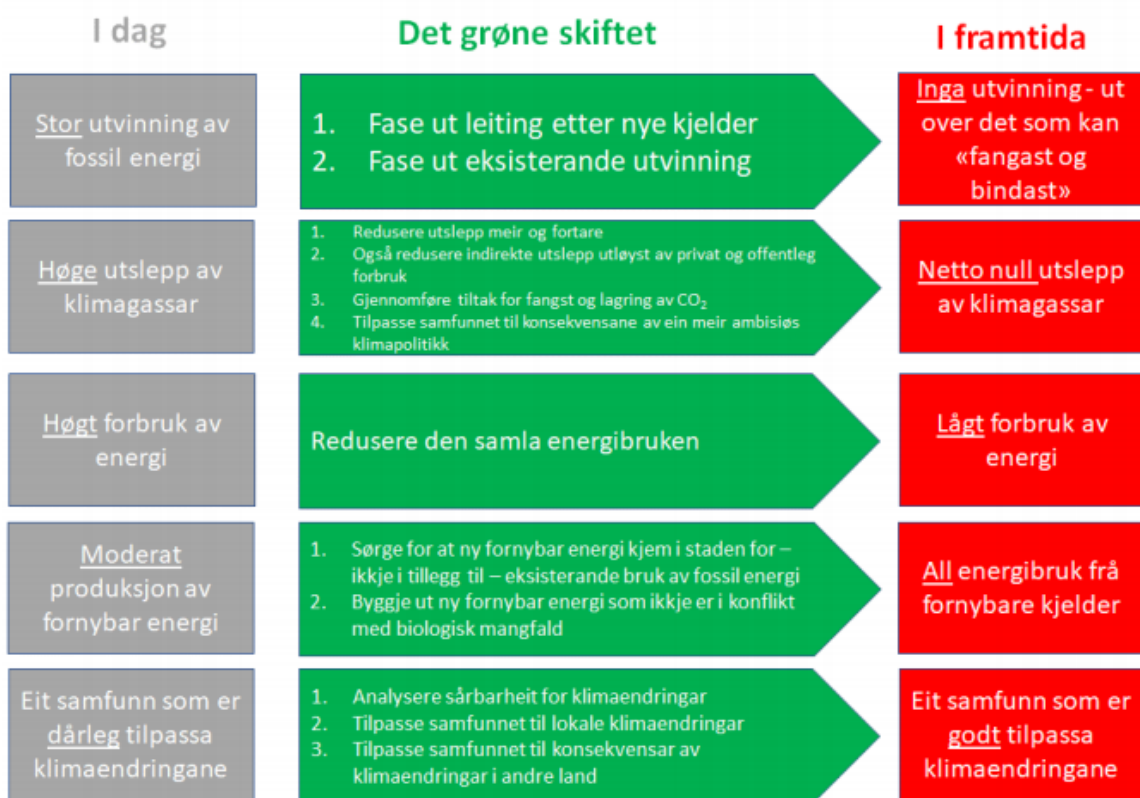 I dag
Det grøne skiftet
I framtida
Stor utvinning av
fossil energi
1. Fase ut leiting etter nye kjelder
2. Fase ut eksisterande utvinning
Inga utvinning - ut
over det som kan
«fangast og
bindast»
Høge utslepp av
klimagassar
1. Redusere utslepp meir og fortare
2. Også redusere indirekte utslepp utløyst av privat og offentleg
forbruk
3. Gjennomføre tiltak for fangst og lagring av CO₂
4. Tilpasse samfunnet til konsekvensane av ein meir ambisiøs
klimapolitikk
Netto null utslepp
av klimagassar
Høgt forbruk av
energi
Redusere den samla energibruken
Lågt forbruk av
energi
Moderat
produksjon av
fornybar energi
1. Sørge for at ny fornybar energi kjem i staden for –
ikkje i tillegg til – eksisterande bruk av fossil energi
2. Byggje ut ny fornybar energi som ikkje er i konflikt
med biologisk mangfald
All energibruk frå
fornybare kjelder
Eit samfunn som er
dårleg tilpassa
klimaendringane
1. Analysere sårbarheit for klimaendringar
2. Tilpasse samfunnet til lokale klimaendringar
3. Tilpasse samfunnet til konsekvensar av
klimaendringar i andre land
Eit samfunn som er
godt tilpassa
klimaendringane